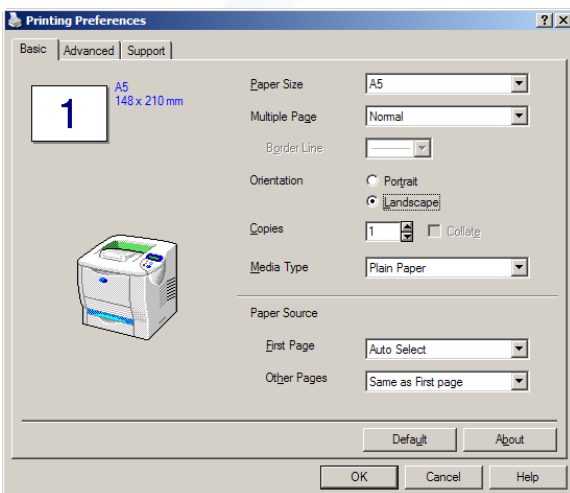 Printing Preferences
Basic Advanced Support
A5
148 x 210 mm
1
Paper Size A5
Multiple Page Normal
Border Line
Orientation Portrait
Landscape
Copies 1 Collate
Media Type Plain Paper
Paper Source
First Page Auto Select
Other Pages Same as First page
Default About
OK Cancel Help